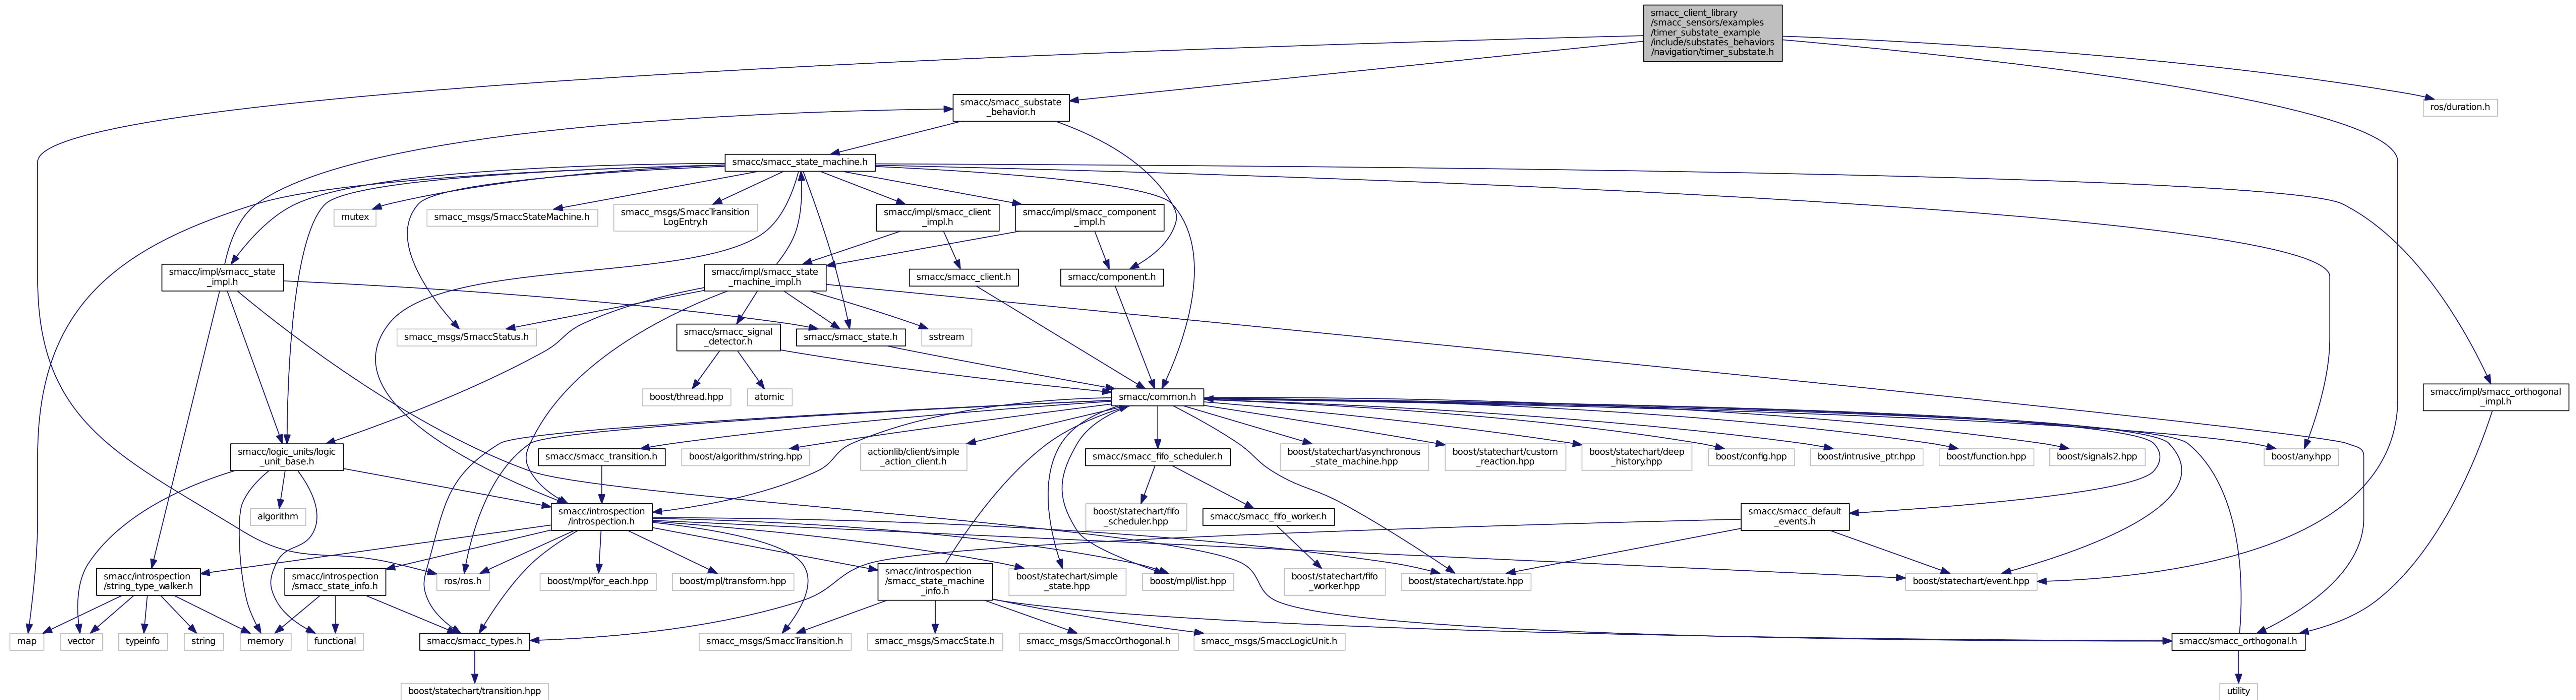 smacc_client_library
/smacc_sensors/examples
/timer_substate_example
/include/substates_behaviors
/navigation/timer_substate.h
smacc/smacc_substate
_behavior.h
ros/duration.h
smacc/smacc_state_machine.h
mutex
smacc_msgs/SmaccStateMachine.h
smacc_msgs/SmaccTransition
LogEntry.h
smacc/impl/smacc_client
_impl.h
smacc/impl/smacc_component
_impl.h
smacc/impl/smacc_state
_impl.h
smacc/impl/smacc_state
_machine_impl.h
smacc/smacc_client.h
smacc/component.h
smacc_msgs/SmaccStatus.h
smacc/smacc_signal
_detector.h
smacc/smacc_state.h
sstream
boost/thread.hpp
atomic
smacc/common.h
smacc/impl/smacc_orthogonal
_impl.h
smacc/logic_units/logic
_unit_base.h
smacc/smacc_transition.h
boost/algorithm/string.hpp
actionlib/client/simple
_action_client.h
smacc/smacc_fifo_scheduler.h
boost/statechart/asynchronous
_state_machine.hpp
boost/statechart/custom
_reaction.hpp
boost/statechart/deep
_history.hpp
boost/config.hpp
boost/intrusive_ptr.hpp
boost/function.hpp
boost/signals2.hpp
boost/any.hpp
algorithm
smacc/introspection
/introspection.h
boost/statechart/fifo
_scheduler.hpp
smacc/smacc_fifo_worker.h
smacc/smacc_default
_events.h
smacc/introspection
/string_type_walker.h
smacc/introspection
/smacc_state_info.h
ros/ros.h
boost/mpl/for_each.hpp
boost/mpl/transform.hpp
smacc/introspection
/smacc_state_machine
_info.h
boost/statechart/simple
_state.hpp
boost/mpl/list.hpp
boost/statechart/fifo
_worker.hpp
boost/statechart/state.hpp
boost/statechart/event.hpp
map
vector
typeinfo
string
memory
functional
smacc/smacc_types.h
smacc_msgs/SmaccTransition.h
smacc_msgs/SmaccState.h
smacc_msgs/SmaccOrthogonal.h
smacc_msgs/SmaccLogicUnit.h
smacc/smacc_orthogonal.h
boost/statechart/transition.hpp
utility